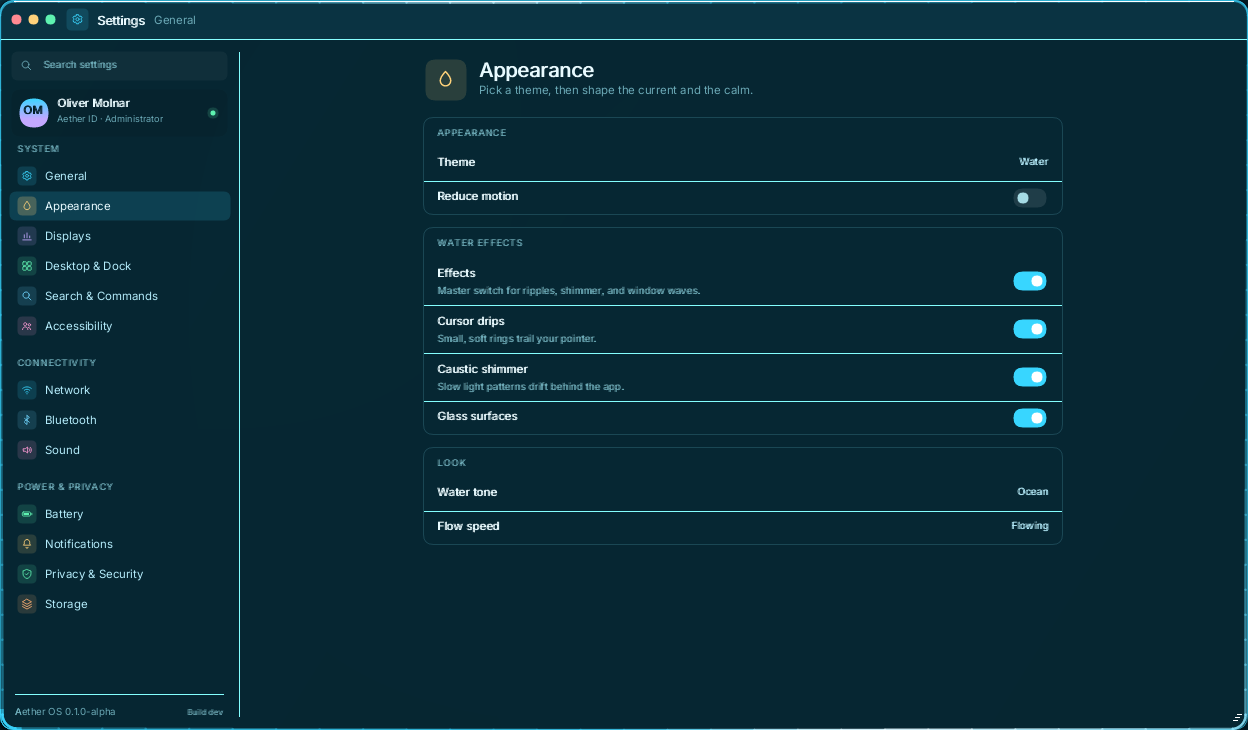 Settings General
Search settings
OM
Oliver Molnar
Aether ID · Administrator
SYSTEM
General
Appearance
Displays
Desktop & Dock
Search & Commands
Accessibility
CONNECTIVITY
Network
Bluetooth
Sound
POWER & PRIVACY
Battery
Notifications
Privacy & Security
Storage
Aether OS 0.1.0-alpha
Build dev
Appearance
Pick a theme, then shape the current and the calm.
APPEARANCE
Theme Water
Reduce motion
WATER EFFECTS
Effects
Master switch for ripples, shimmer, and window waves.
Cursor drips
Small, soft rings trail your pointer.
Caustic shimmer
Slow light patterns drift behind the app.
Glass surfaces
LOOK
Water tone Ocean
Flow speed Flowing